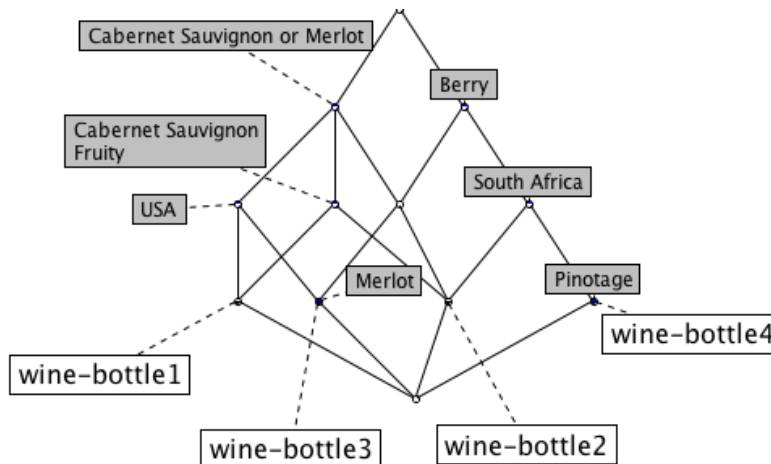 Cabernet Sauvignon or Merlot
Berry
Cabernet Sauvignon
Fruity
South Africa
USA
Merlot
Pinotage
wine-bottle4
wine-bottle1
wine-bottle3
wine-bottle2